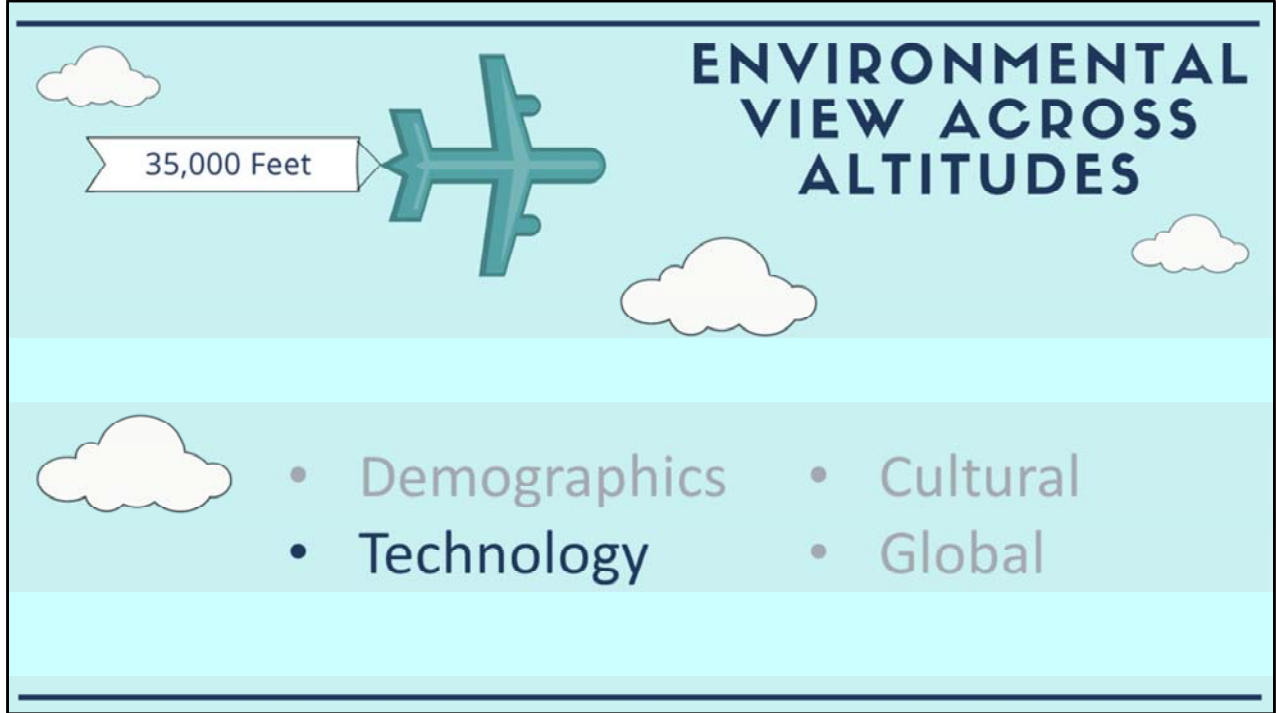 ENVIRONMENTAL
VIEW ACROSS
ALTITUDES
35,000 Feet
• Demographics
• Technology
• Cultural
• Global